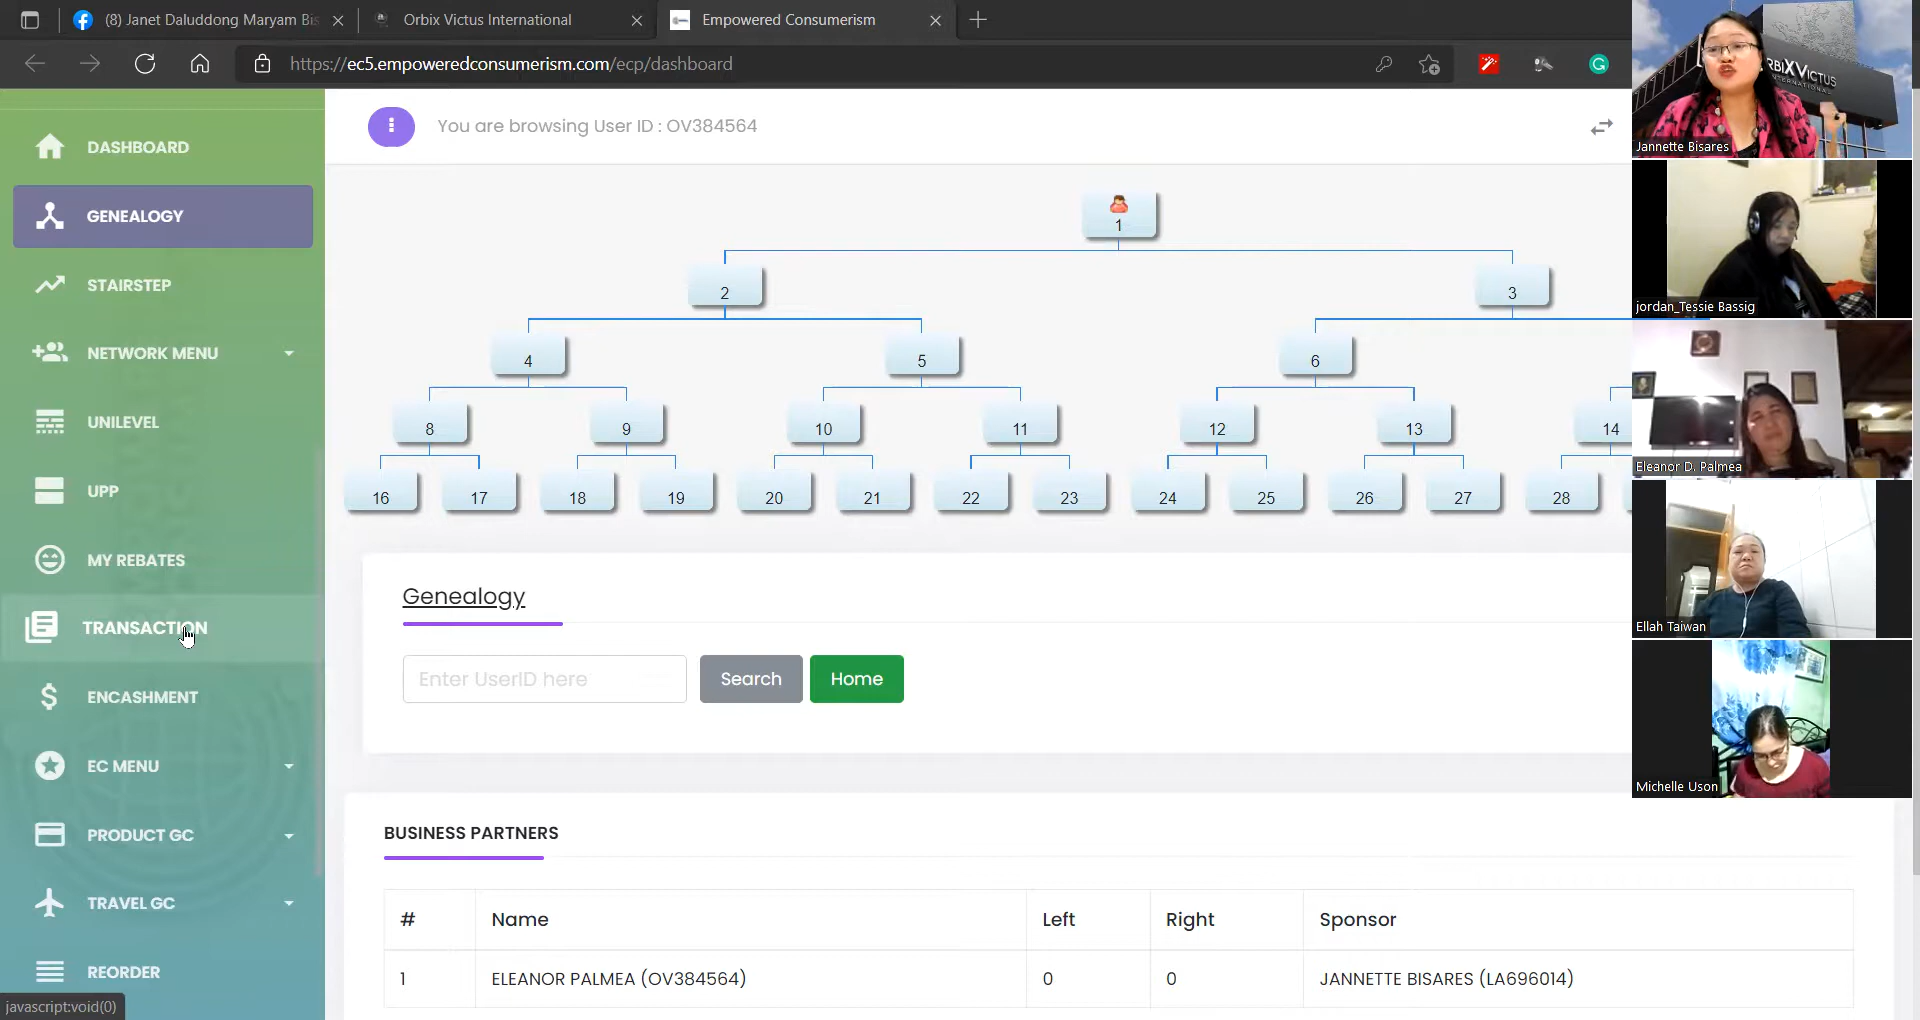 (8) Janet Daluddong Maryam Bis
Orbix Victus International
Empowered Consumerism
https://ec5.empoweredconsumerism.com/ecp/dashboard
You are browsing User ID : OV384564
DASHBOARD
GENEALOGY
STAIRSTEP
NETWORK MENU
UNILEVEL
UPP
MY REBATES
TRANSACTION
ENCASHMENT
EC MENU
PRODUCT GC
TRAVEL GC
REORDER
javascript:void(0)
1
2 3
4 5 6
8 9 10 11 12 13 14
16 17 18 19 20 21 22 23 24 25 26 27 28
Genealogy
Enter UserID here
Search
Home
BUSINESS PARTNERS
# Name Left Right Sponsor
1 ELEANOR PALMEA (OV384564) 0 0 JANNETTE BISARES (LA696014)
ORBIXVICTUS
INTERNATIONAL
Jannette Bisares
jordan_Tessie Bassig
Eleanor D. Palmea
Ellah Taiwan
Michelle Uson